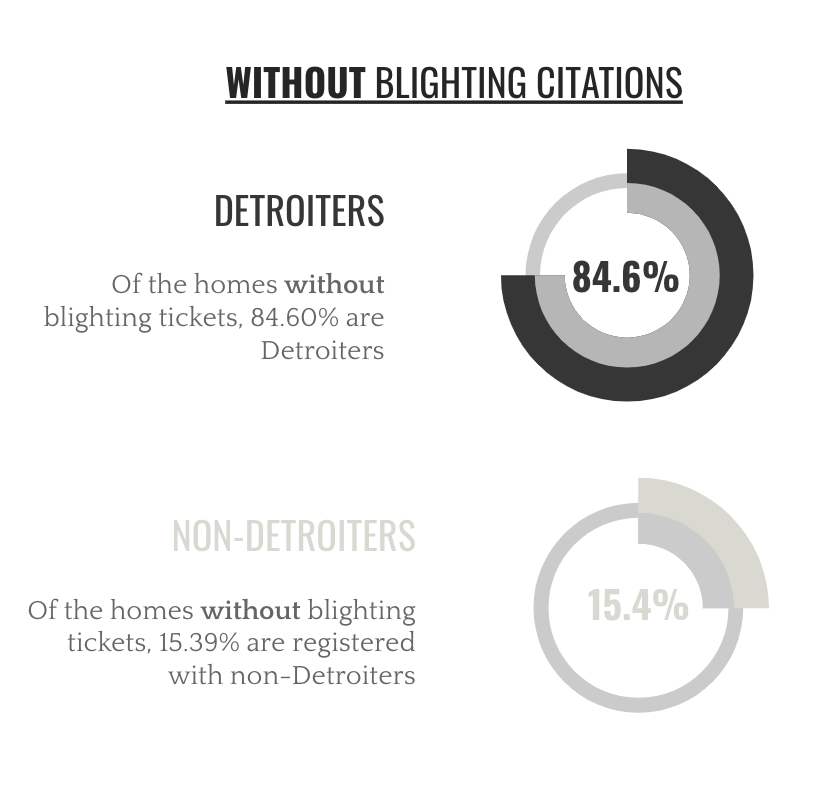 WITHOUT BLIGHTING CITATIONS
DETROITERS
Of the homes without
blighting tickets, 84.60% are
Detroiters
84.6%
NON-DETROITERS
Of the homes without blighting
tickets, 15.39% are registered
with non-Detroiters
15.4%